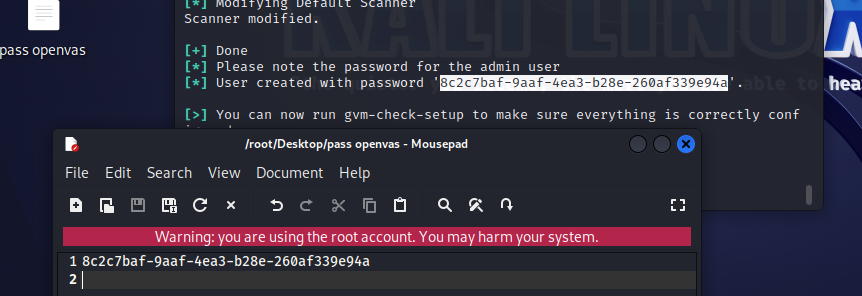 [*] Modifying Default Scanner
Scanner modified.
pass openvas
[+] Done
[*] Please note the password for the admin user
[*] User created with password '8c2c7baf-9aaf-4ea3-b28e-260af339e94a'.
able to hea
[>] You can now run gvm-check-setup to make sure everything is correctly conf
/root/Desktop/pass openvas - Mousepad
File Edit Search View Document Help
Warning: you are using the root account. You may harm your system.
1 8c2c7baf-9aaf-4ea3-b28e-260af339e94a
2